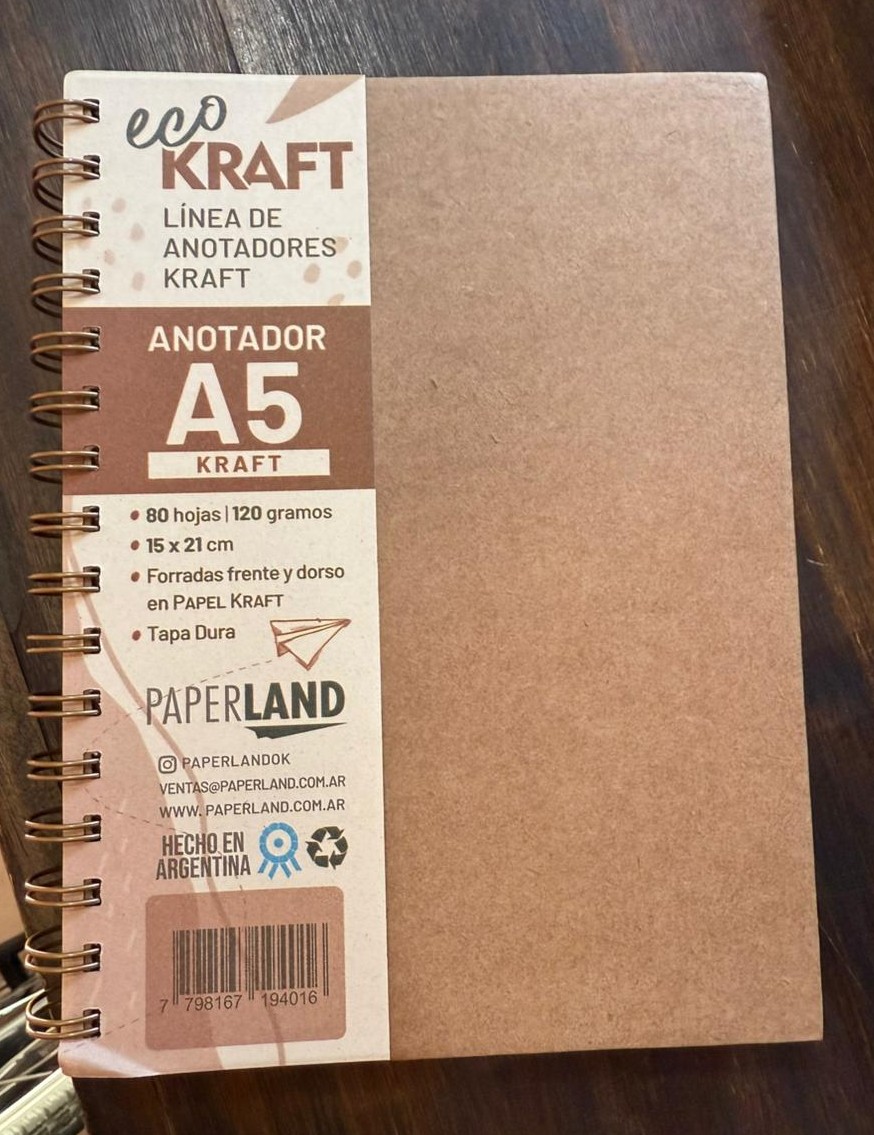 eco
KRAFT
LÍNEA DE
ANOTADORES
KRAFT
ANOTADOR
A5
KRAFT
• 80 hojas | 120 gramos
• 15 x 21 cm
• Forradas frente y dorso
en PAPEL KRAFT
• Tapa Dura
PAPERLAND
PAPERLANDOK
VENTAS@PAPERLAND.COM.AR
WWW. PAPERLAND.COM.AR
HECHO EN
ARGENTINA
7 798167 194016